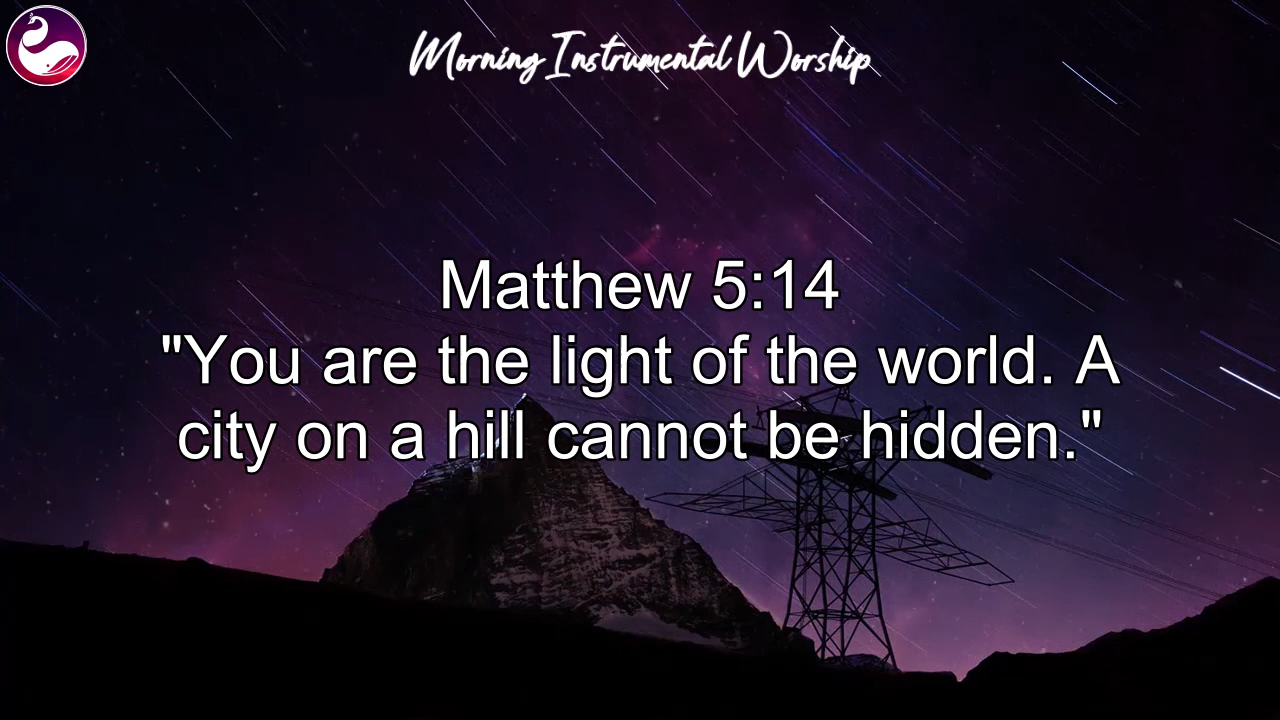 Morning Instrumental Worship
Matthew 5:14
"You are the light of the world. A
city on a hill cannot be hidden."